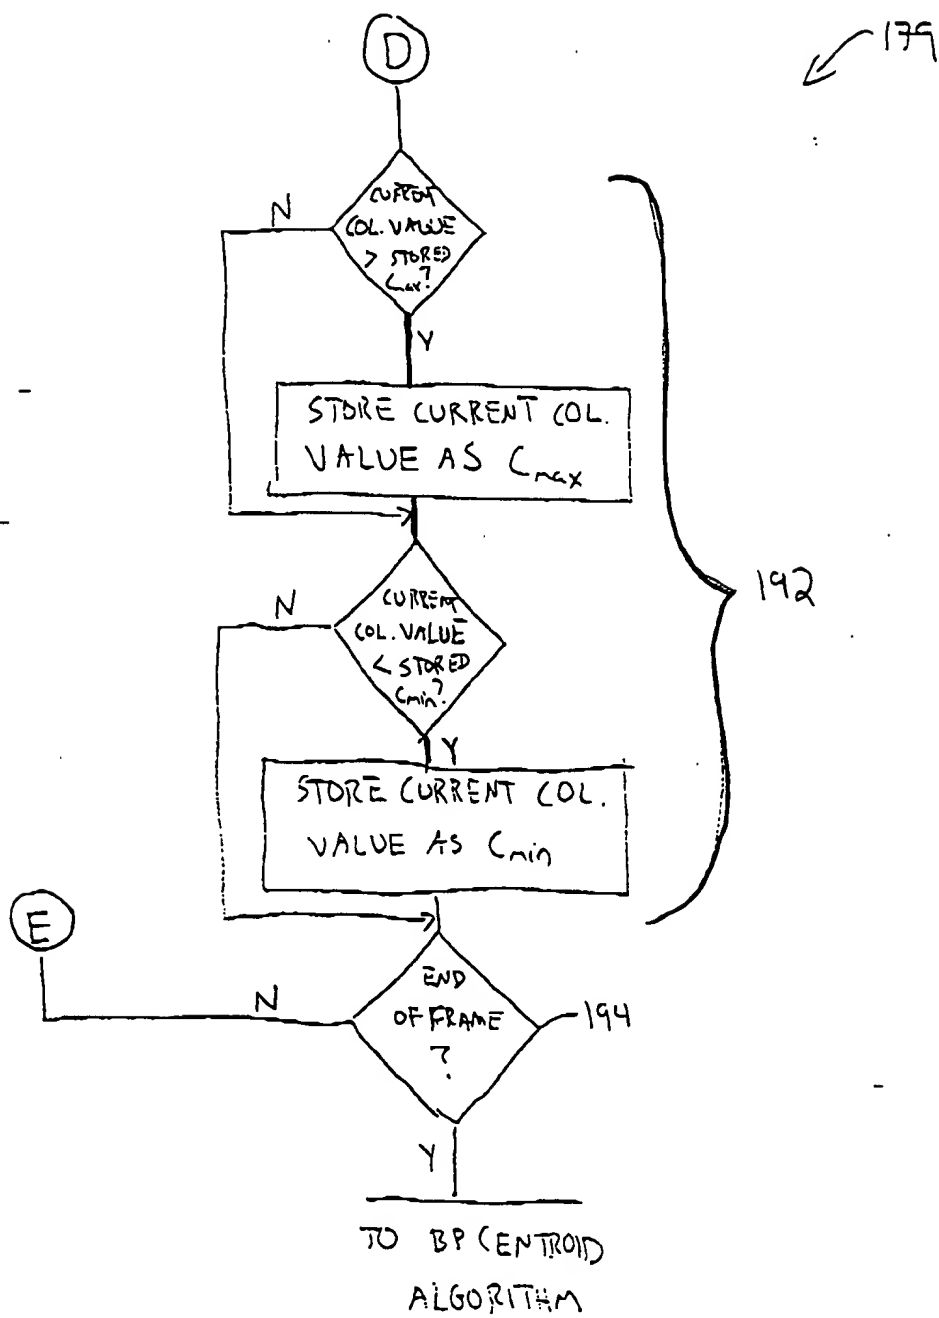 D
179
N
CURRENT
COL. VALUE
> STORED
Cmax?
Y
STORE CURRENT COL.
VALUE AS Cmax
192
N
CURRENT
COL. VALUE
< STORED
Cmin?
Y
STORE CURRENT COL.
VALUE AS Cmin
E
N
END
OF FRAME
?
194
Y
TO BP CENTROID
ALGORITHM